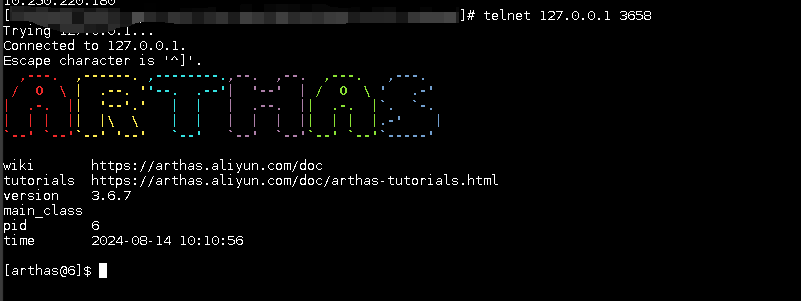 10.250.220.180
[ ]# telnet 127.0.0.1 3658
Trying 127.0.0.1...
Connected to 127.0.0.1.
Escape character is '^]'.
ARTHAS
wiki https://arthas.aliyun.com/doc
tutorials https://arthas.aliyun.com/doc/arthas-tutorials.html
version 3.6.7
main_class
pid 6
time 2024-08-14 10:10:56
[arthas@6]$